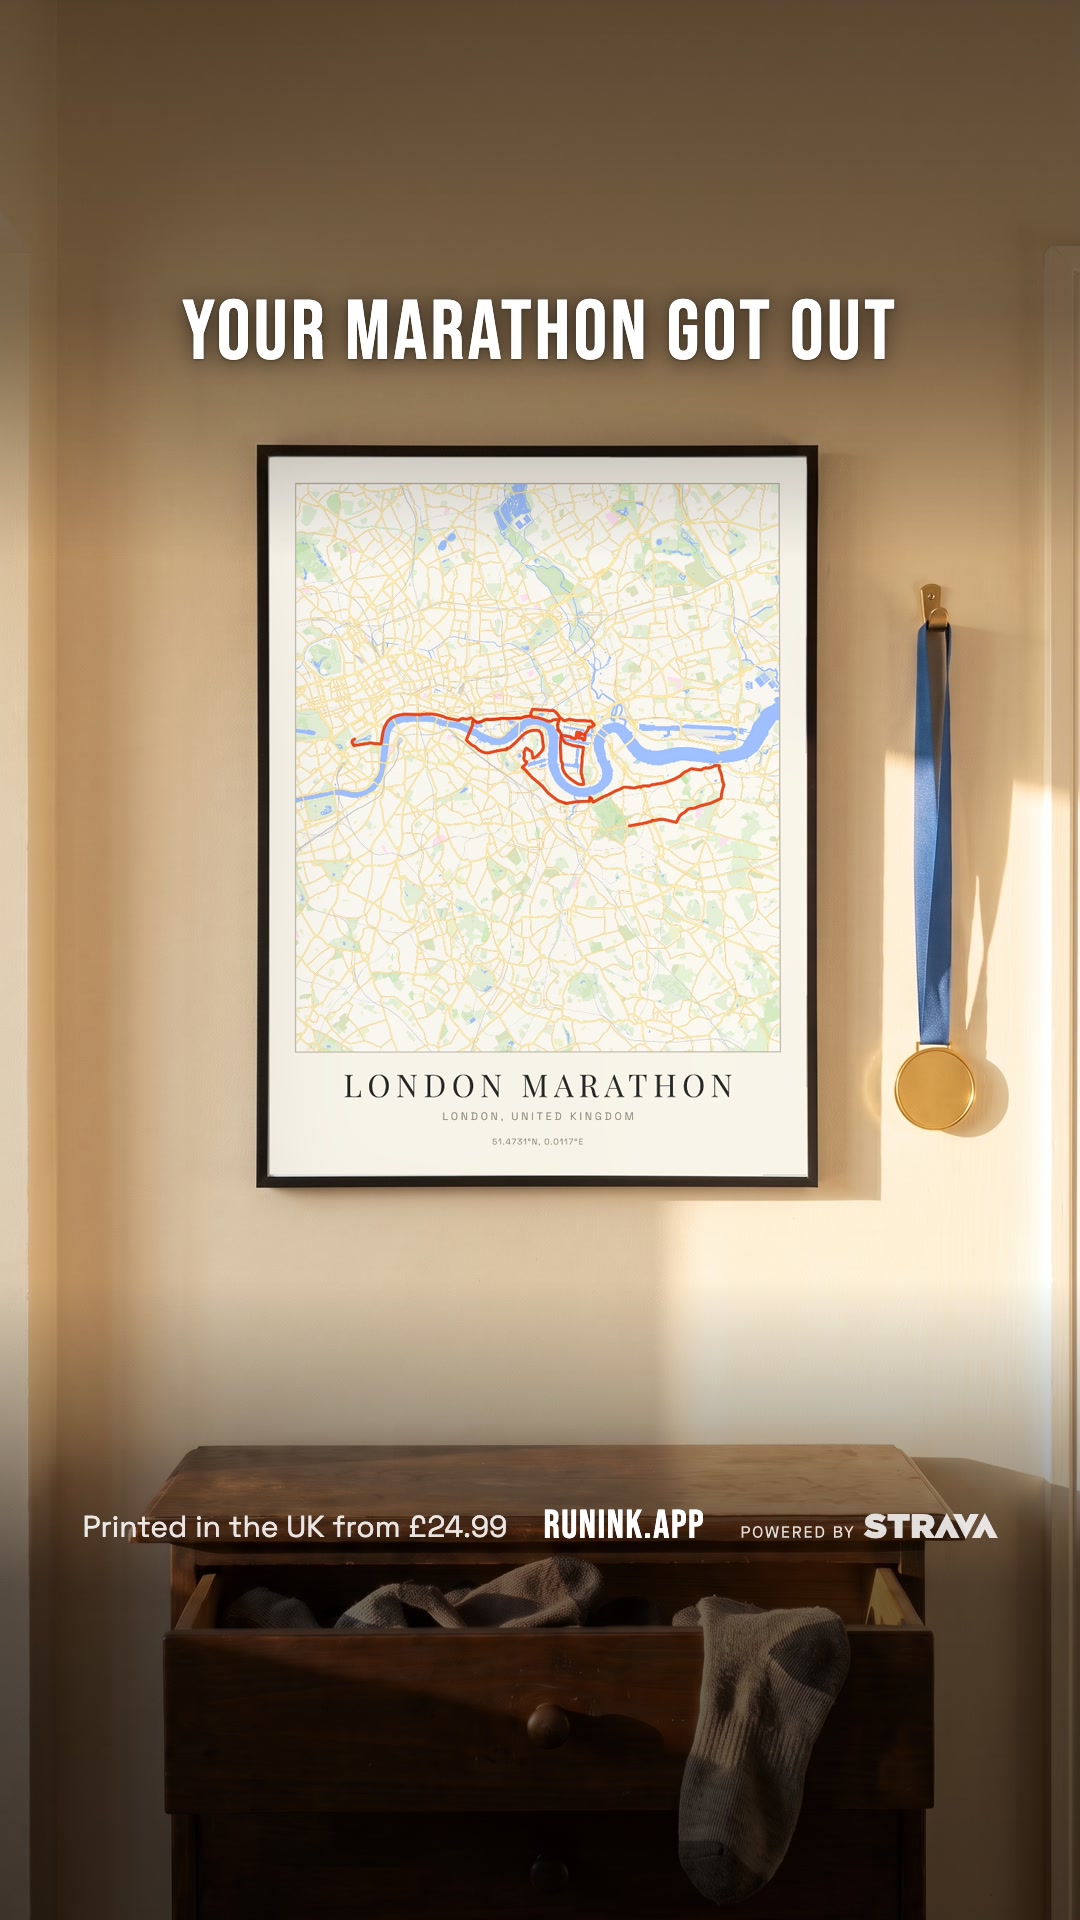 YOUR MARATHON GOT OUT
LONDON MARATHON
LONDON, UNITED KINGDOM
51.4731°N, 0.0117°E
Printed in the UK from £24.99 RUNINK.APP POWERED BY STRAVA